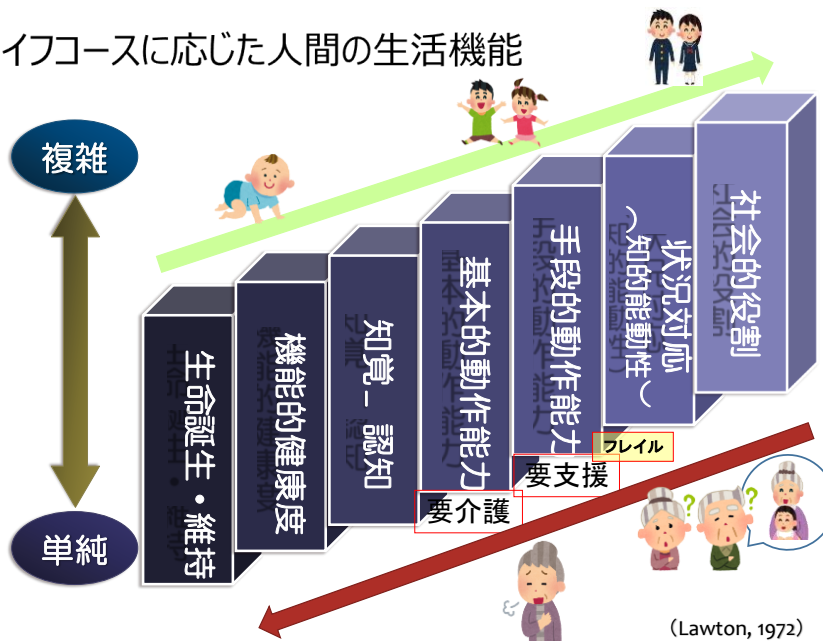 イフコースに応じた人間の生活機能
複雑
単純
生命誕生・維持
機能的健康度
知覚_ 認知
基本的動作能力
手段的動作能力
状況対応
(知的能動性)
社会的役割
要介護
要支援
フレイル
?
?
(Lawton, 1972)